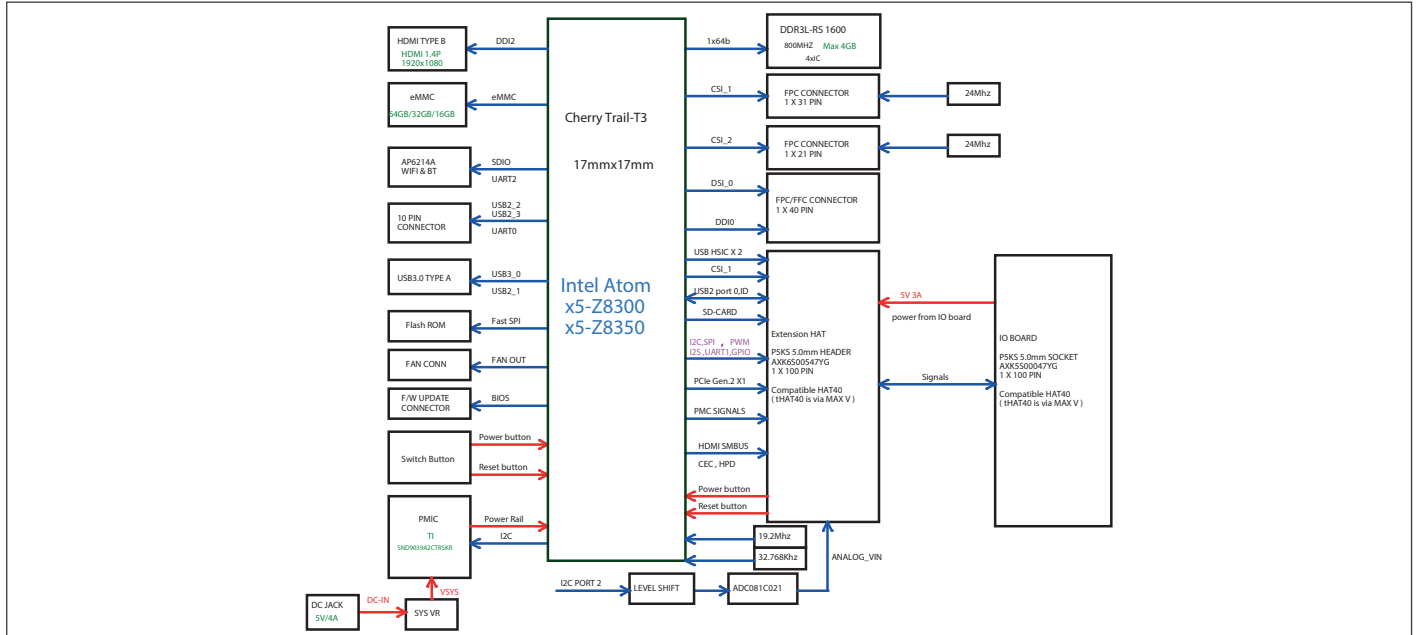 HDMI TYPE B
HDMI 1.4P
1920x1080
DDI2
eMMC
64GB/32GB/16GB
eMMC
AP6214A
WIFI & BT
SDIO
UART2
10 PIN
CONNECTOR
USB2_2
USB2_3
UART0
USB3.0 TYPE A
USB3_0
USB2_1
Flash ROM
Fast SPI
FAN CONN
FAN OUT
F/W UPDATE
CONNECTOR
BIOS
Switch Button
Power button
Reset button
PMIC
TI
SND9039A2CTRSKR
Power Rail
I2C
VSYS
DC JACK
5V/4A
DC-IN
SYS VR
Cherry Trail-T3
17mmx17mm
Intel Atom
x5-Z8300
x5-Z8350
1x64b
DDR3L-RS 1600
800MHZ Max 4GB
4xIC
CSI_1
FPC CONNECTOR
1 X 31 PIN
24Mhz
CSI_2
FPC CONNECTOR
1 X 21 PIN
24Mhz
DSI_0
FPC/FFC CONNECTOR
1 X 40 PIN
DDI0
USB HSIC X 2
CSI_1
USB2 port 0,ID
SD-CARD
I2C,SPI , PWM
I2S ,UART1,GPIO
PCIe Gen.2 X1
PMC SIGNALS
HDMI SMBUS
CEC , HPD
Power button
Reset button
Extension HAT
P5KS 5.0mm HEADER
AXK6S00547YG
1 X 100 PIN
Compatible HAT40
( tHAT40 is via MAX V )
5V 3A
power from IO board
Signals
IO BOARD
P5KS 5.0mm SOCKET
AXK5S00047YG
1 X 100 PIN
Compatible HAT40
( tHAT40 is via MAX V )
19.2Mhz
32.768Khz
ANALOG_VIN
I2C PORT 2
LEVEL SHIFT
ADC081C021